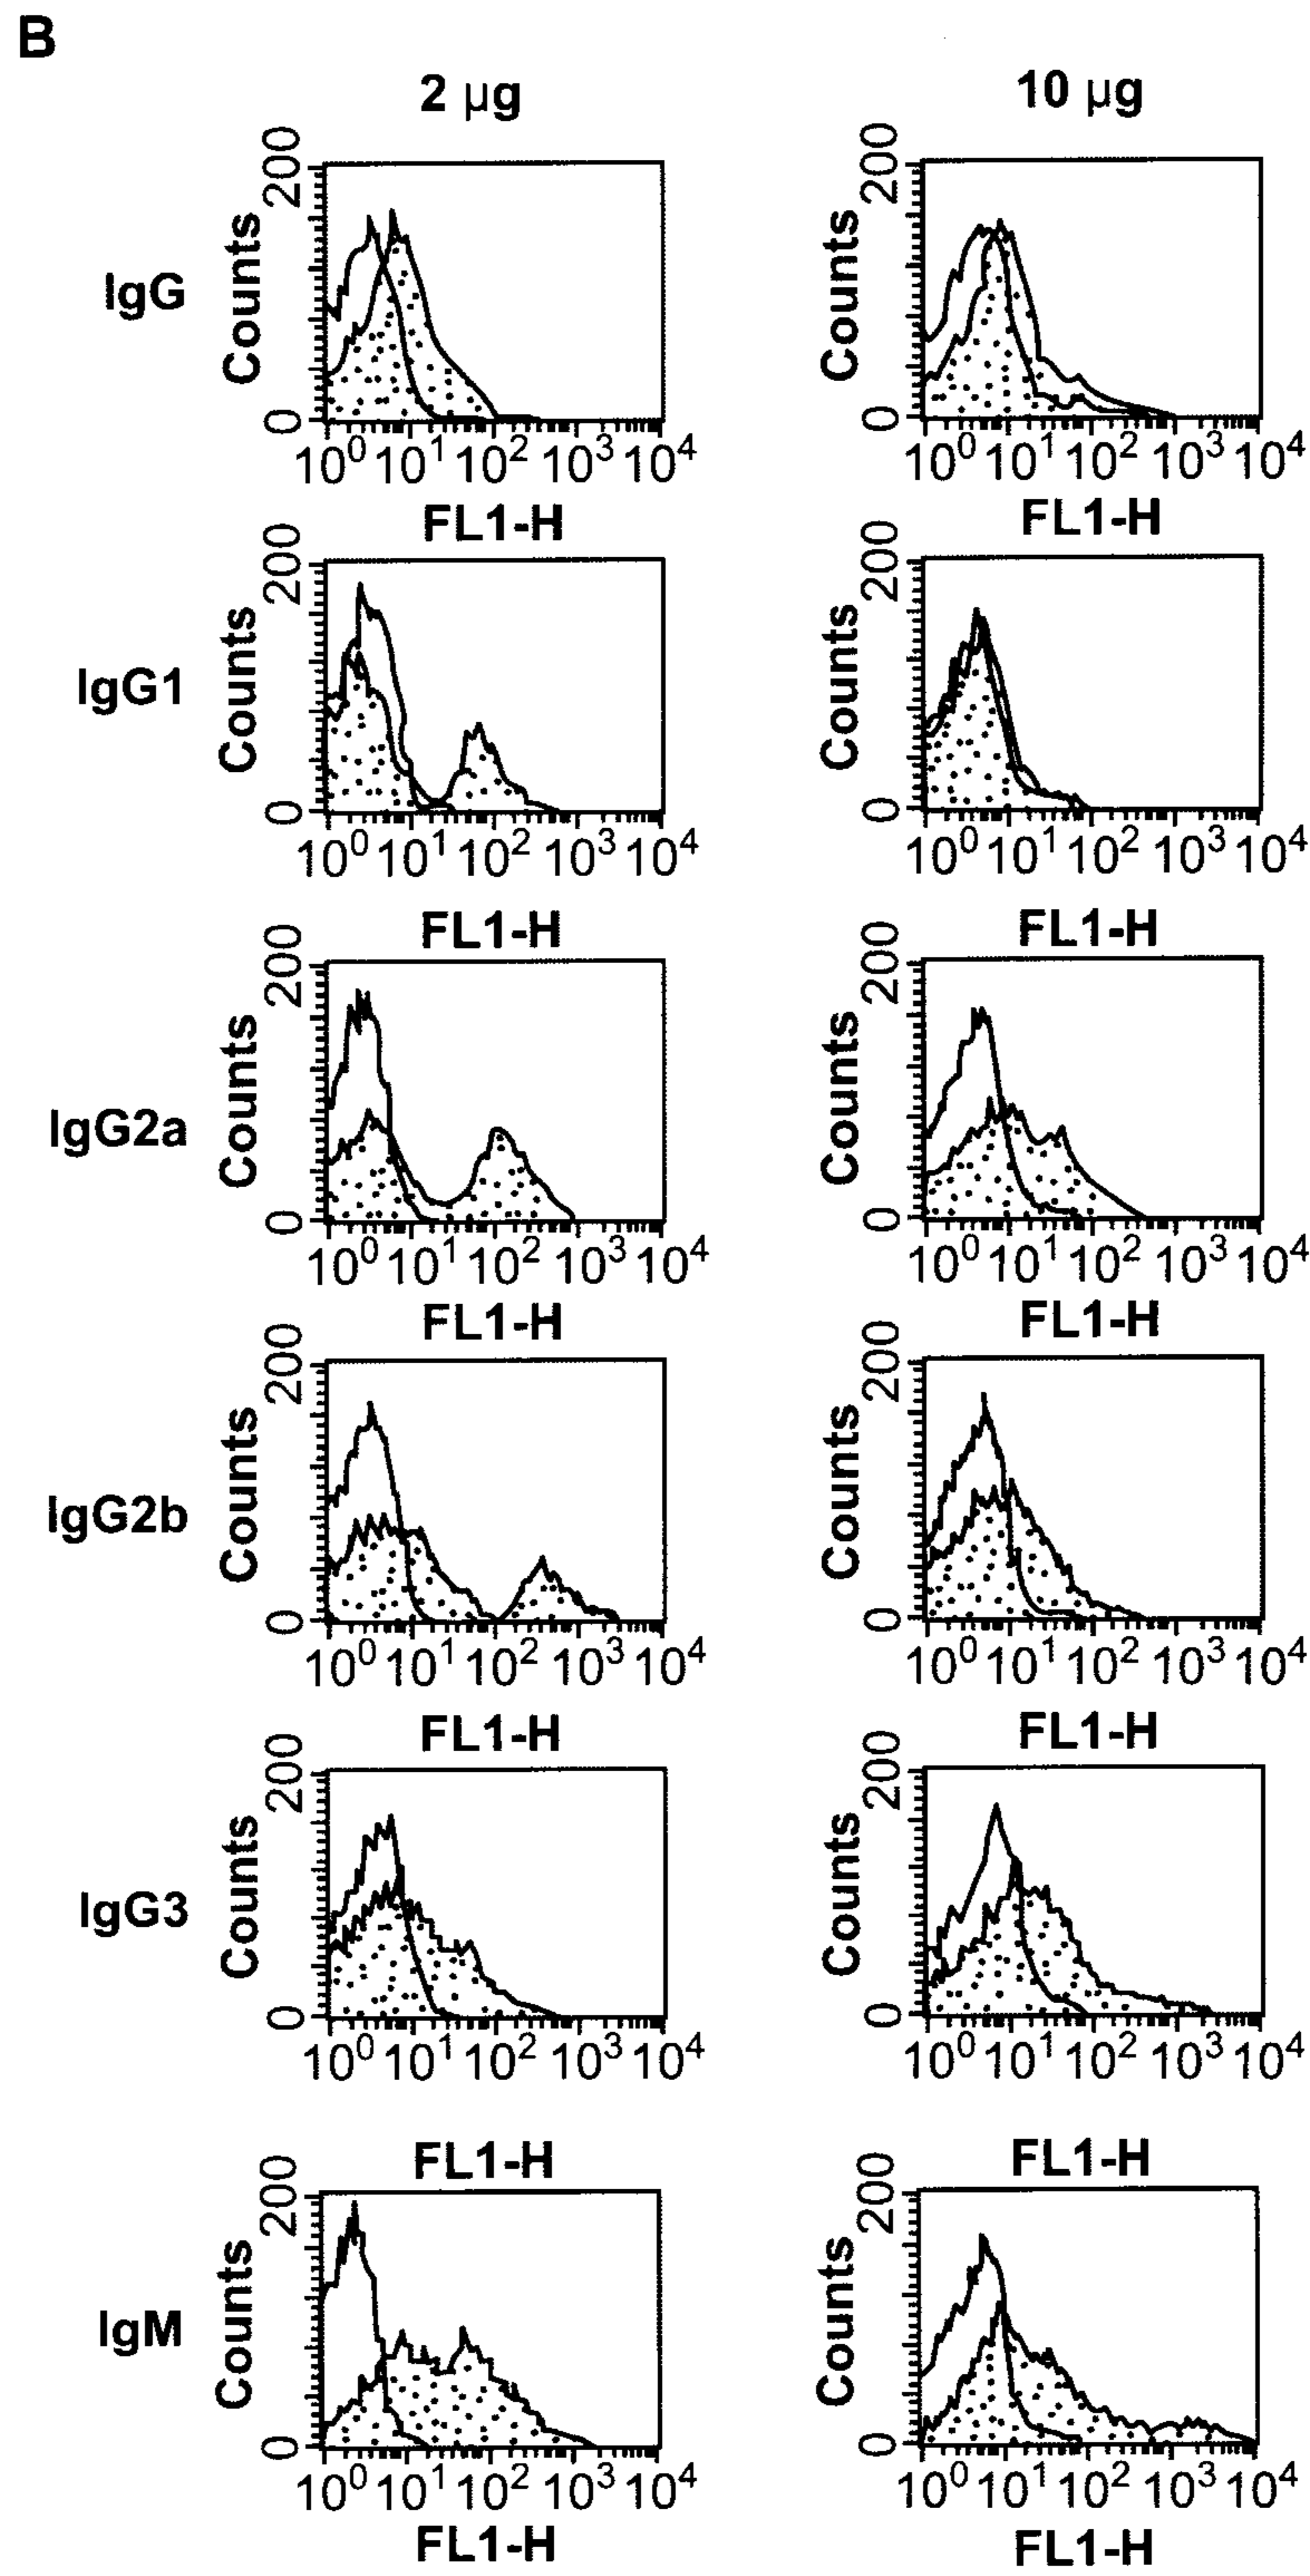 B
2 µg 10 µg
IgG Counts 200 0 10⁰ 10¹ 10² 10³ 10⁴ FL1-H Counts 200 0 10⁰ 10¹ 10² 10³ 10⁴ FL1-H
IgG1 Counts 200 0 10⁰ 10¹ 10² 10³ 10⁴ FL1-H Counts 200 0 10⁰ 10¹ 10² 10³ 10⁴ FL1-H
IgG2a Counts 200 0 10⁰ 10¹ 10² 10³ 10⁴ FL1-H Counts 200 0 10⁰ 10¹ 10² 10³ 10⁴ FL1-H
IgG2b Counts 200 0 10⁰ 10¹ 10² 10³ 10⁴ FL1-H Counts 200 0 10⁰ 10¹ 10² 10³ 10⁴ FL1-H
IgG3 Counts 200 0 10⁰ 10¹ 10² 10³ 10⁴ FL1-H Counts 200 0 10⁰ 10¹ 10² 10³ 10⁴ FL1-H
IgM Counts 200 0 10⁰ 10¹ 10² 10³ 10⁴ FL1-H Counts 200 0 10⁰ 10¹ 10² 10³ 10⁴ FL1-H